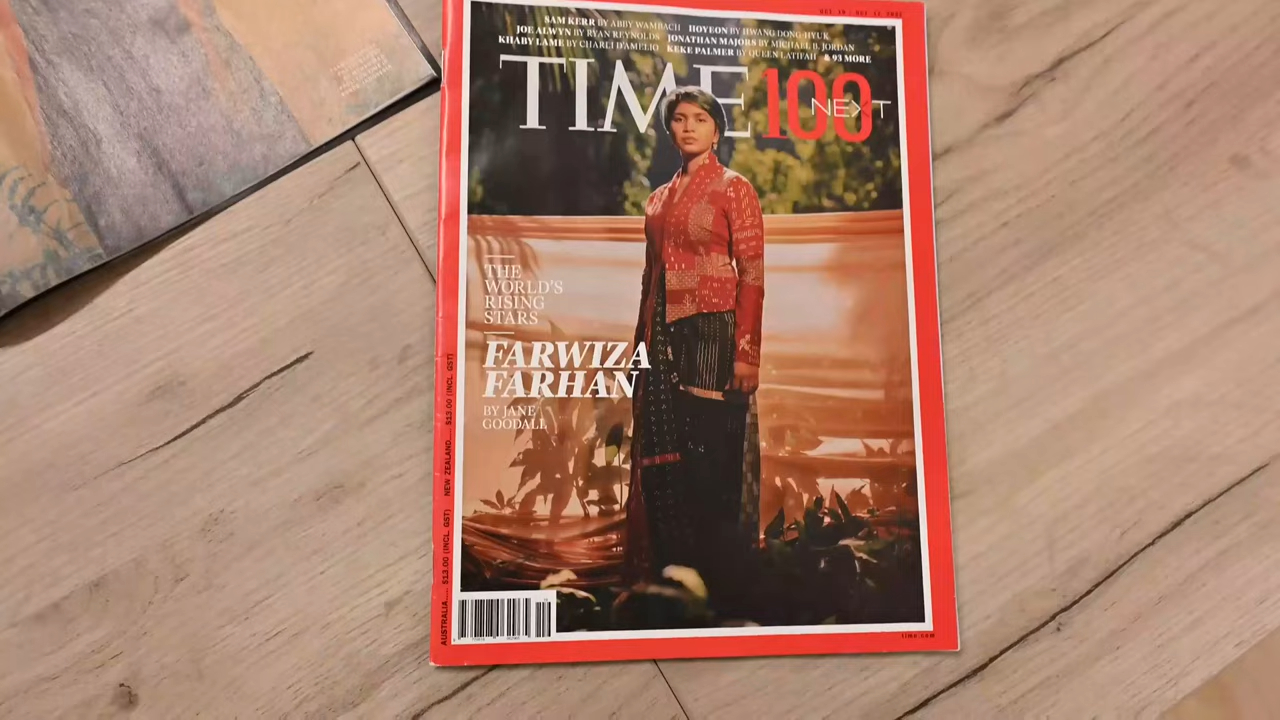 SAM KERR BY ABBY WAMBACH HOYEON BY HWANG DONG-HYUK
JOE ALWYN BY RYAN REYNOLDS JONATHAN MAJORS BY MICHAEL B. JORDAN
KHABY LAME BY CHARLI D'AMELIO KEKE PALMER BY QUEEN LATIFAH & 93 MORE
TIME 100
NEXT
THE
WORLD'S
RISING
STARS
FARWIZA
FARHAN
BY JANE
GOODALL
AUSTRALIA..... $13.00 (INCL. GST) NEW ZEALAND..... $13.00 (INCL. GST)
time.com